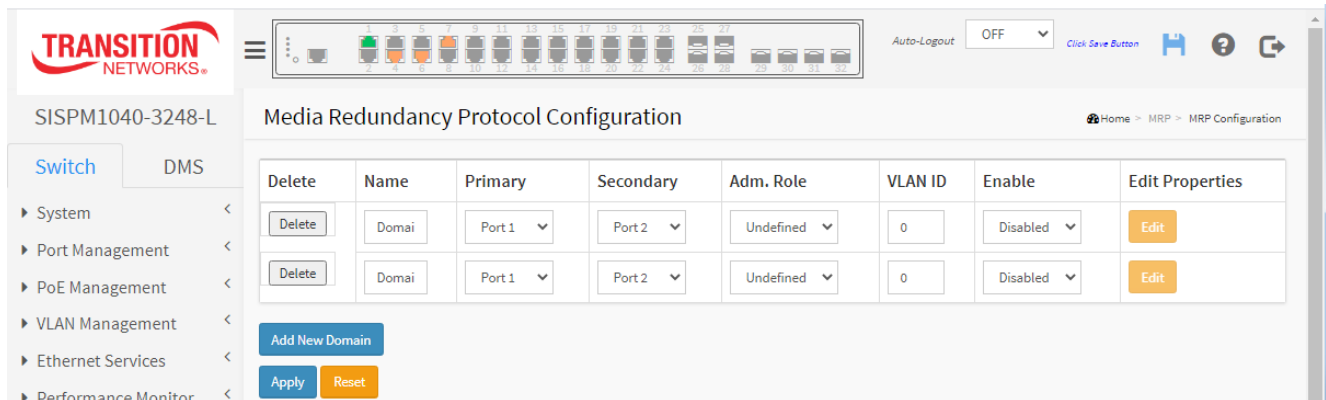 TRANSITION
NETWORKS®
1 3 5 7 9 11 13 15 17 19 21 23 25 27
2 4 6 8 10 12 14 16 18 20 22 24 26 28 29 30 31 32
Auto-Logout OFF Click Save Button
SISPM1040-3248-L
Media Redundancy Protocol Configuration
Home > MRP > MRP Configuration
Switch DMS
System
Port Management
PoE Management
VLAN Management
Ethernet Services
Performance Monitor
Delete Name Primary Secondary Adm. Role VLAN ID Enable Edit Properties
Delete Domai Port 1 Port 2 Undefined 0 Disabled Edit
Delete Domai Port 1 Port 2 Undefined 0 Disabled Edit
Add New Domain
Apply Reset